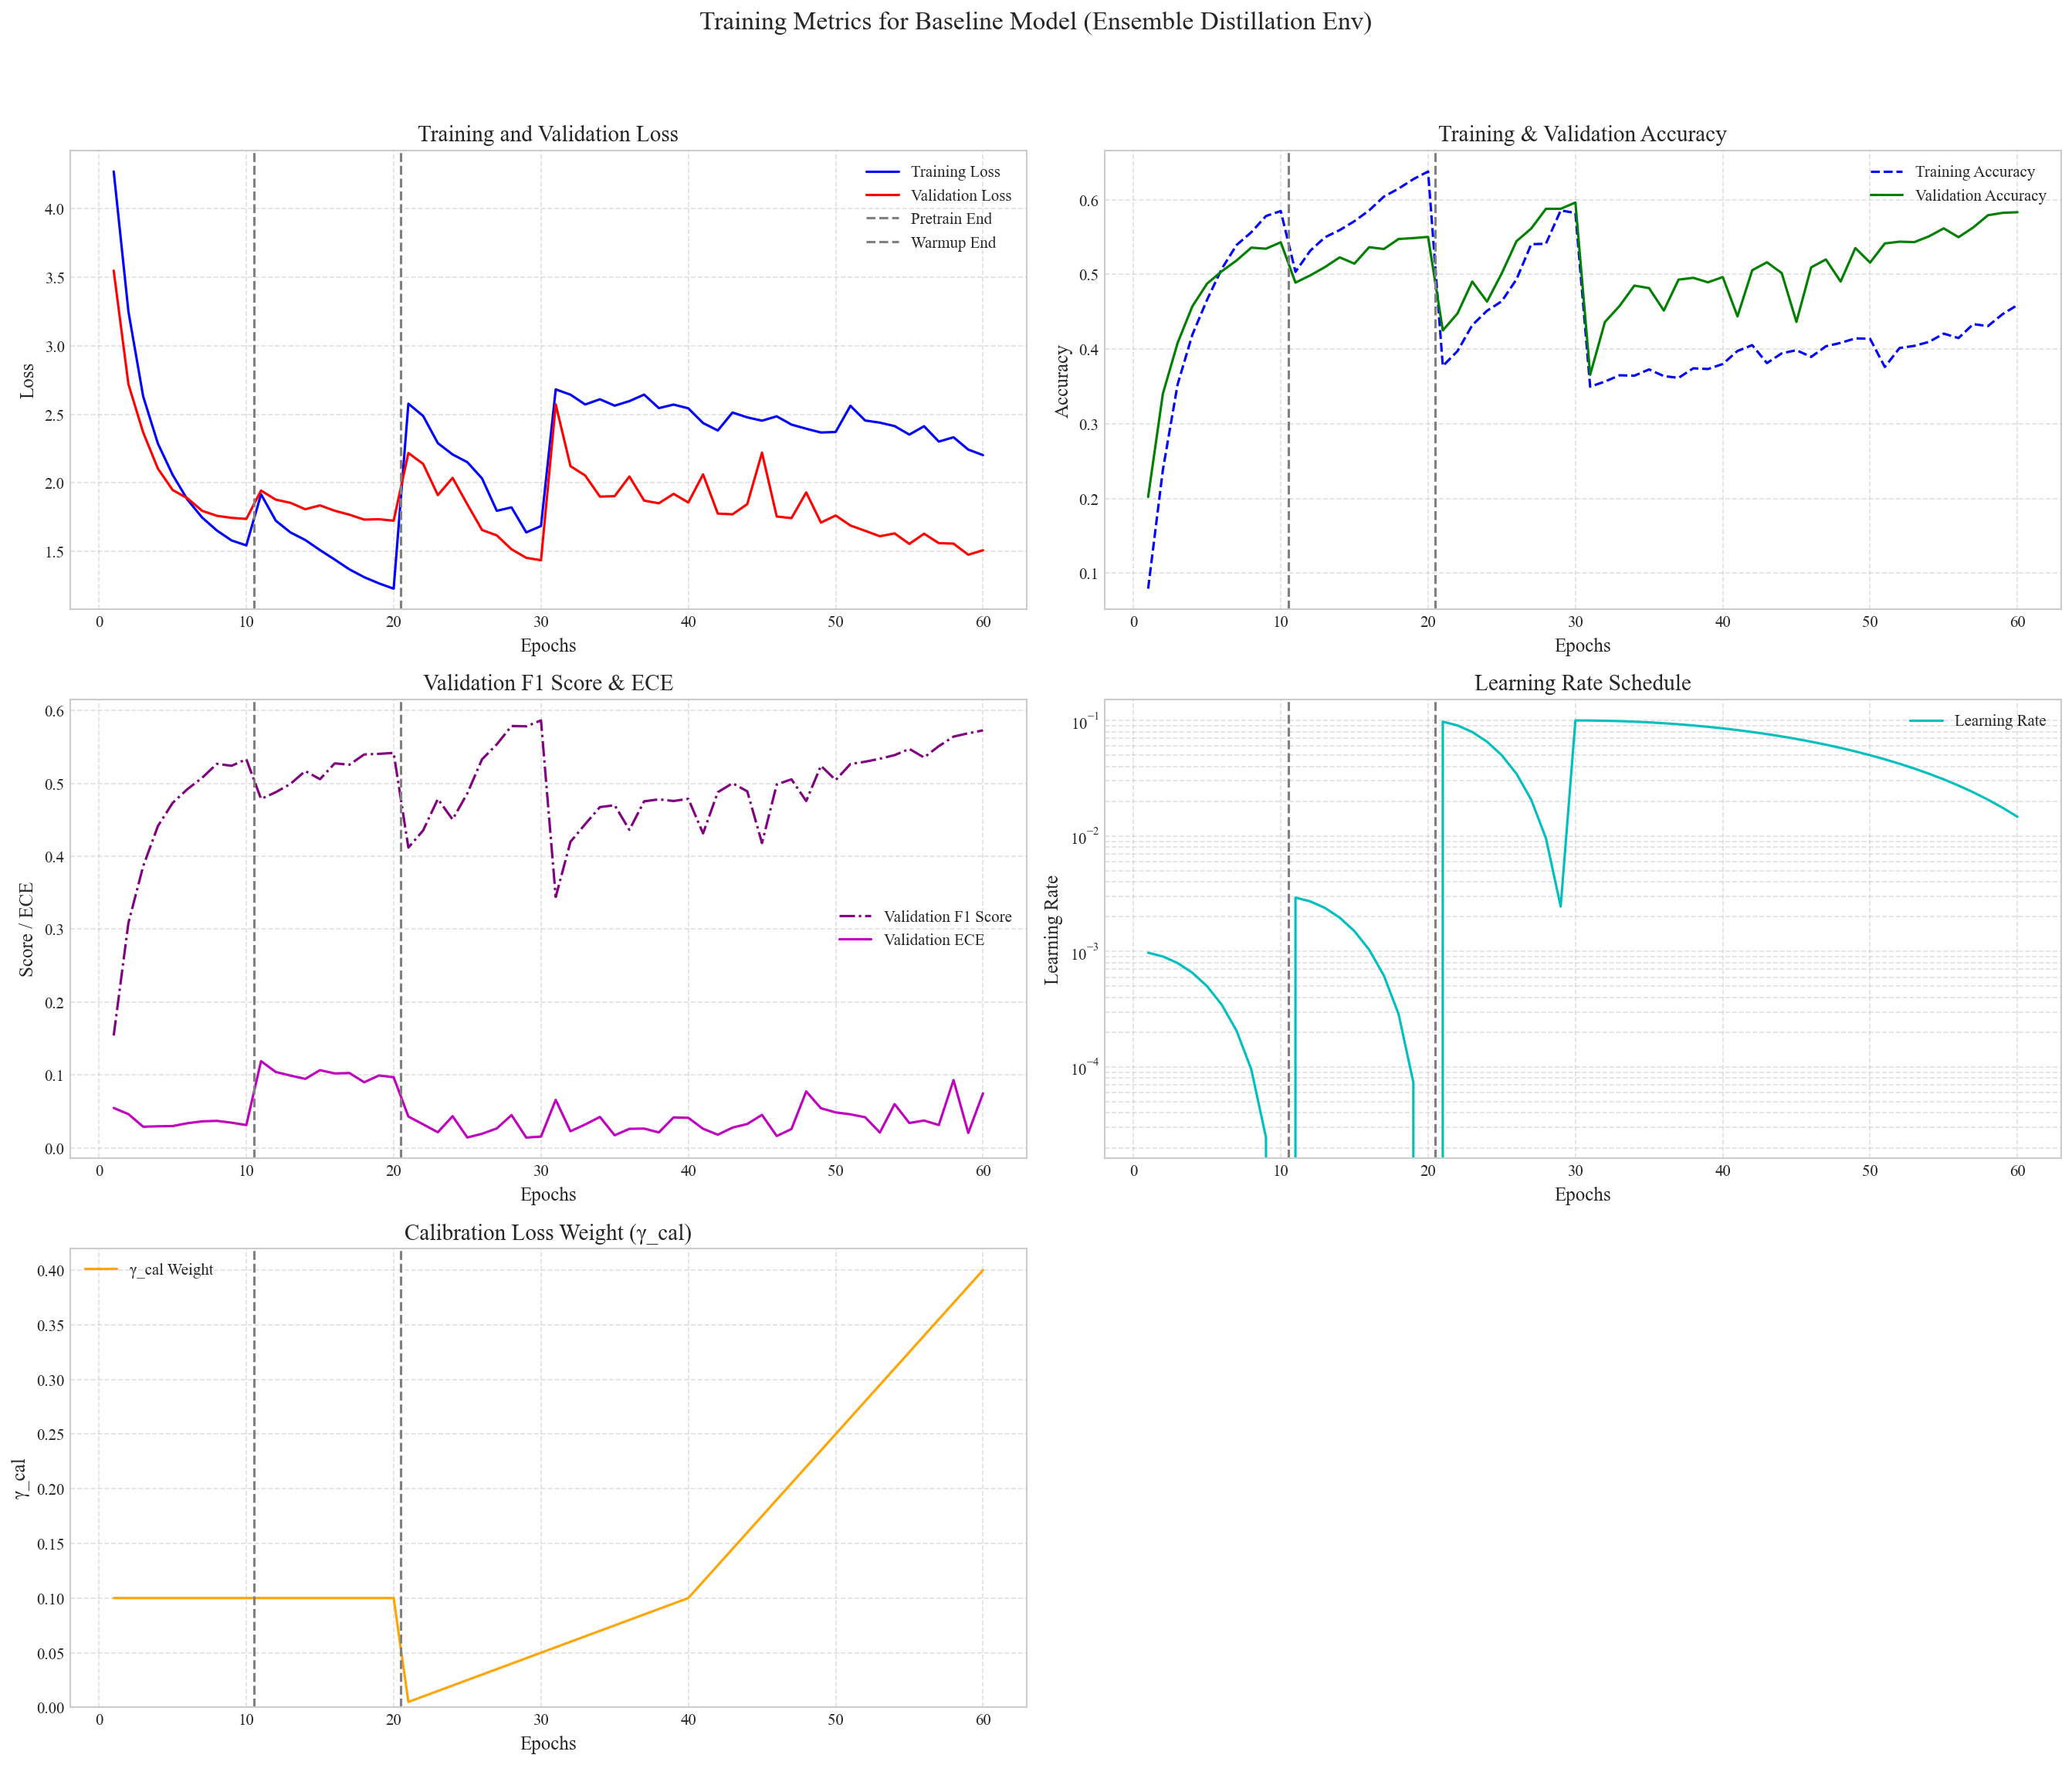 Training Metrics for Baseline Model (Ensemble Distillation Env)
Training and Validation Loss
Loss
4.0
3.5
3.0
2.5
2.0
1.5
0 10 20 30 40 50 60
Epochs
Training Loss
Validation Loss
Pretrain End
Warmup End
Training & Validation Accuracy
Accuracy
0.6
0.5
0.4
0.3
0.2
0.1
0 10 20 30 40 50 60
Epochs
Training Accuracy
Validation Accuracy
Validation F1 Score & ECE
Score / ECE
0.6
0.5
0.4
0.3
0.2
0.1
0.0
0 10 20 30 40 50 60
Epochs
Validation F1 Score
Validation ECE
Learning Rate Schedule
Learning Rate
10⁻¹
10⁻²
10⁻³
10⁻⁴
0 10 20 30 40 50 60
Epochs
Learning Rate
Calibration Loss Weight (γ_cal)
γ_cal
0.40
0.35
0.30
0.25
0.20
0.15
0.10
0.05
0.00
0 10 20 30 40 50 60
Epochs
γ_cal Weight